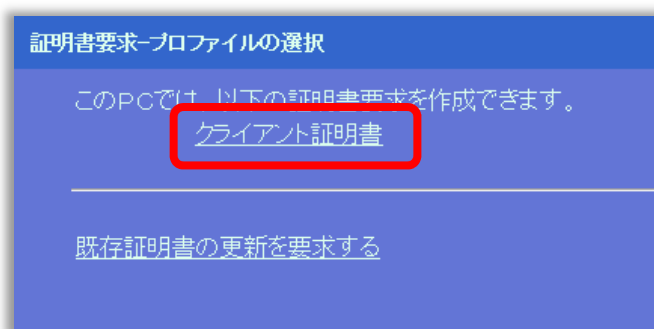 証明書要求-プロファイルの選択
このPCでは、以下の証明書要求を作成できます。
クライアント証明書
既存証明書の更新を要求する